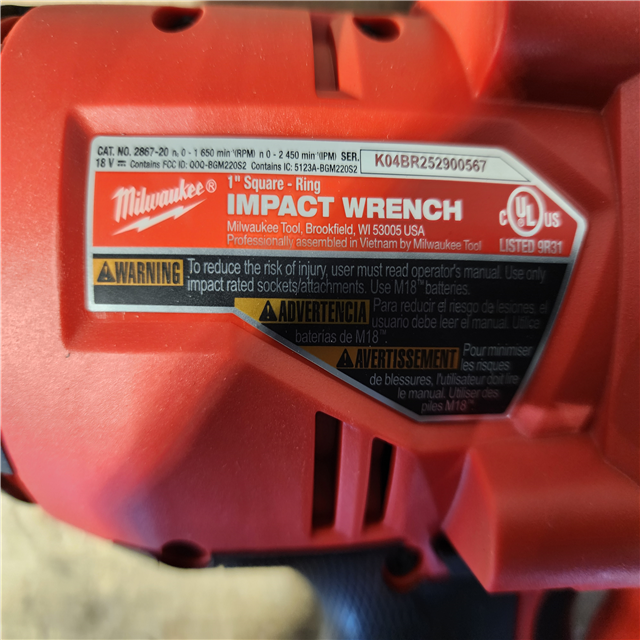 CAT. NO. 2867-20 n₀ 0 - 1 650 min⁻¹(RPM) n 0 - 2 450 min⁻¹(IPM) SER. K04BR252900567
18 V ⎓ Contains FCC ID: OOQ-BGM220S2 Contains IC: 5123A-BGM220S2
Milwaukee®
1" Square - Ring
IMPACT WRENCH
Milwaukee Tool, Brookfield, WI 53005 USA
Professionally assembled in Vietnam by Milwaukee Tool
C UL US
LISTED 9R31
⚠WARNING To reduce the risk of injury, user must read operator's manual. Use only
impact rated sockets/attachments. Use M18™ batteries.
⚠ADVERTENCIA Para reducir el riesgo de lesiones, el
usuario debe leer el manual. Utilice
baterías de M18™.
⚠AVERTISSEMENT Pour minimiser
les risques
de blessures, l'utilisateur doit lire
le manual. Utiliser des
piles M18™